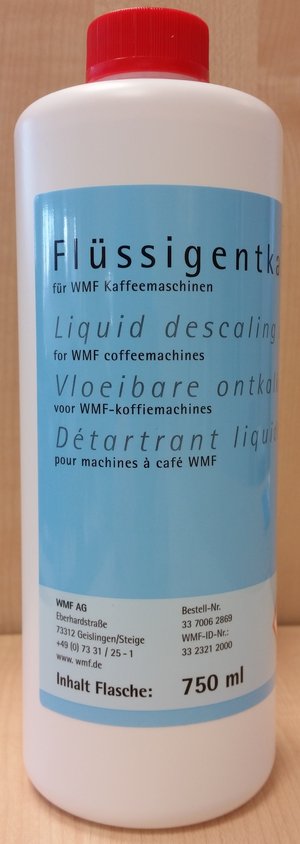 Flüssigentka
für WMF Kaffeemaschinen
Liquid descaling
for WMF coffeemachines
Vloeibare ontkal
voor WMF-koffiemachines
Détartrant liquid
pour machines à café WMF
WMF AG
Eberhardstraße
73312 Geislingen/Steige
+49 (0) 73 31 / 25 - 1
www. wmf.de
Bestell-Nr.
33 7006 2869
WMF-ID-Nr.:
33 2321 2000
Inhalt Flasche: 750 ml